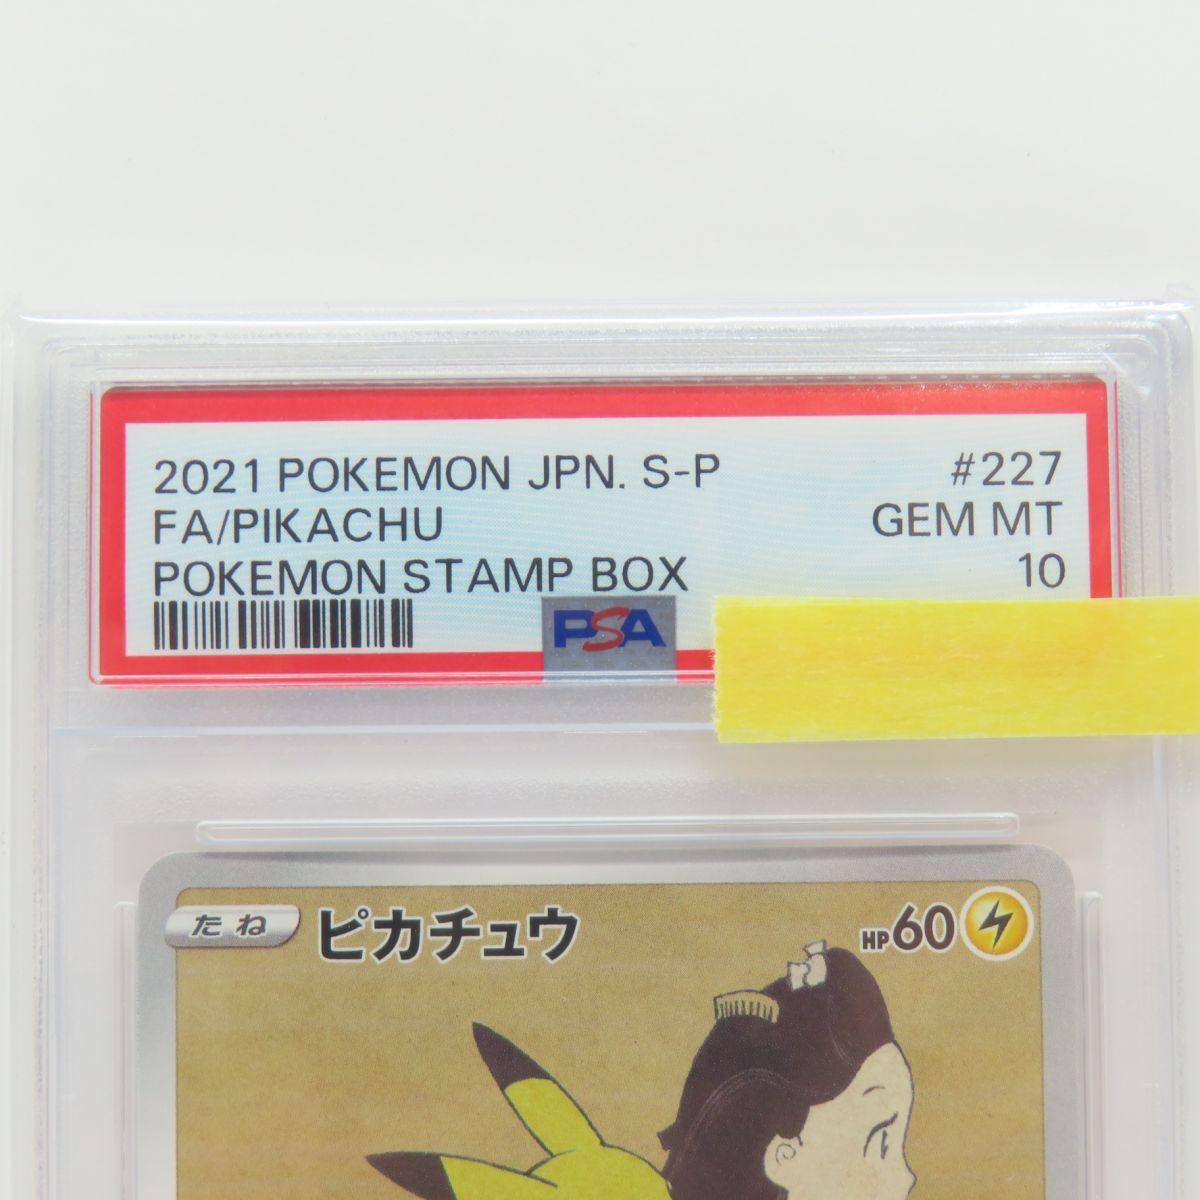 2021 POKEMON JPN. S-P #227
FA/PIKACHU GEM MT
POKEMON STAMP BOX 10
PSA
たね ピカチュウ HP60